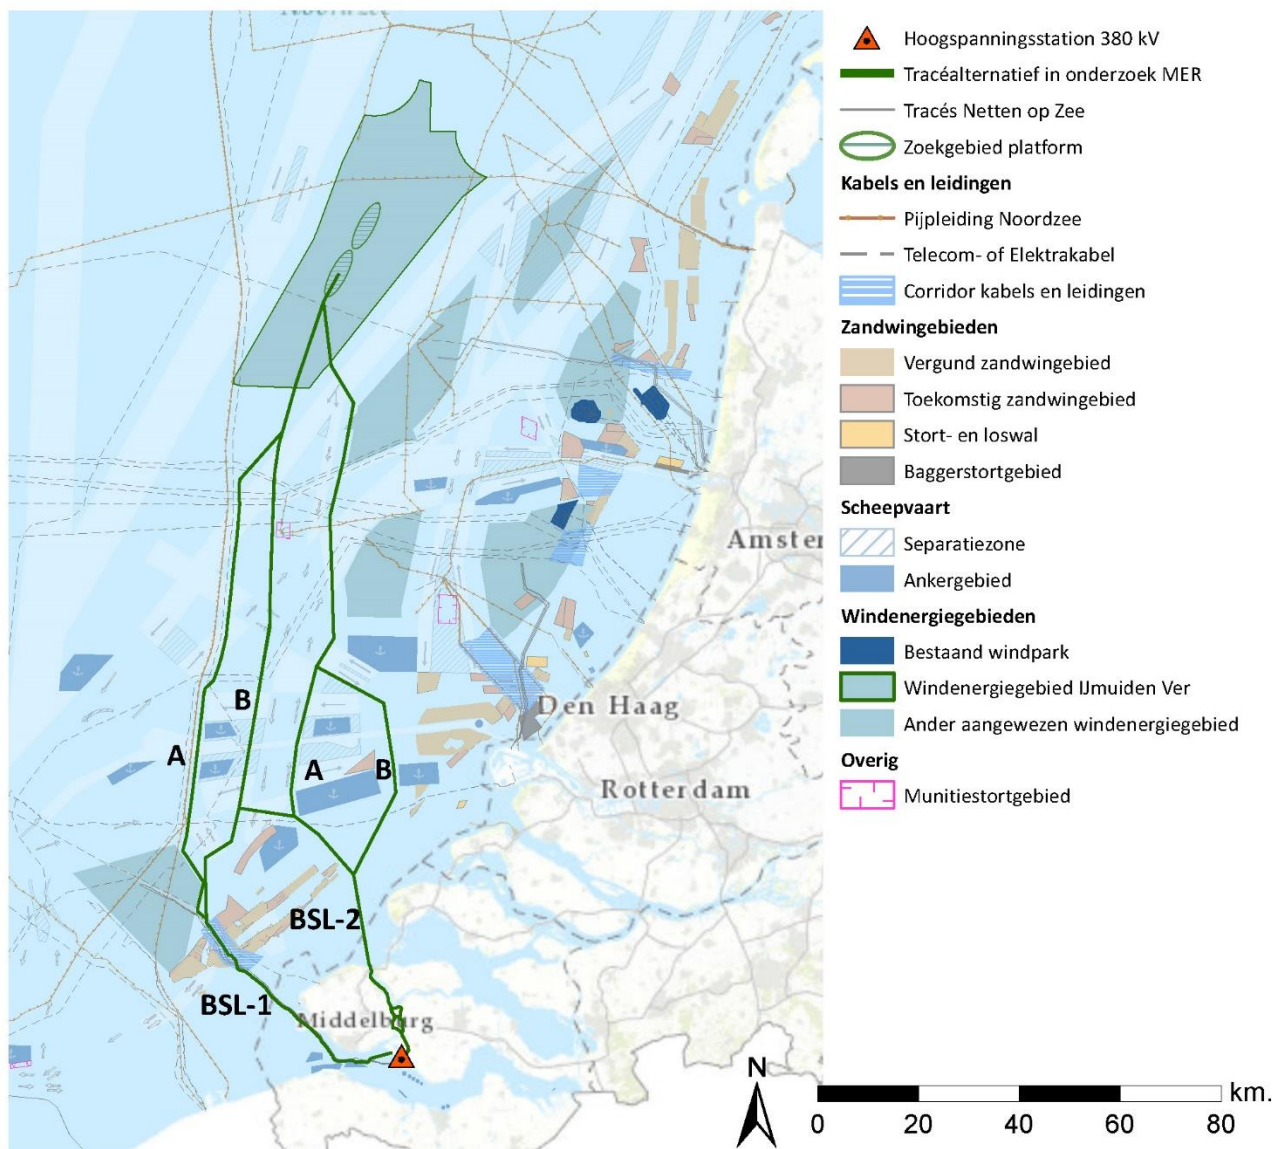 Noordzee
Hoogspanningsstation 380 kV
Tracéalternatief in onderzoek MER
Tracés Netten op Zee
Zoekgebied platform
Kabels en leidingen
Pijpleiding Noordzee
Telecom- of Elektrakabel
Corridor kabels en leidingen
Zandwingebieden
Vergund zandwingebied
Toekomstig zandwingebied
Stort- en loswal
Baggerstortgebied
Scheepvaart
Separatiezone
Ankergebied
Windenergiegebieden
Bestaand windpark
Windenergiegebied IJmuiden Ver
Ander aangewezen windenergiegebied
Overig
Munitiestortgebied
Amster
B
Den Haag
A
A
B
Rotterdam
BSL-2
BSL-1
Middelburg
N
km.
0 20 40 60 80